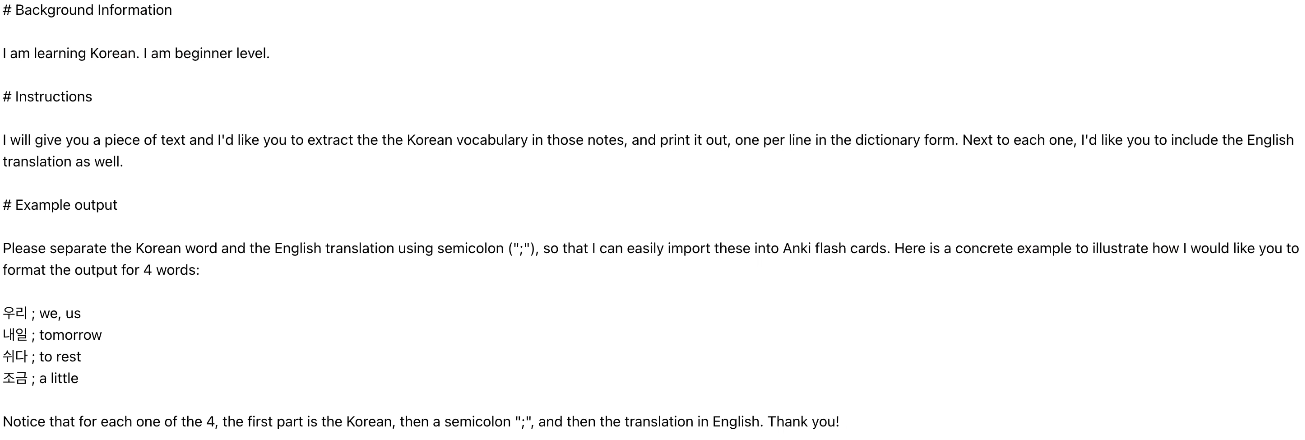 # Background Information
I am learning Korean. I am beginner level.
# Instructions
I will give you a piece of text and I'd like you to extract the the Korean vocabulary in those notes, and print it out, one per line in the dictionary form. Next to each one, I'd like you to include the English
translation as well.
# Example output
Please separate the Korean word and the English translation using semicolon (";"), so that I can easily import these into Anki flash cards. Here is a concrete example to illustrate how I would like you to
format the output for 4 words:
우리 ; we, us
내일 ; tomorrow
쉬다 ; to rest
조금 ; a little
Notice that for each one of the 4, the first part is the Korean, then a semicolon ";", and then the translation in English. Thank you!